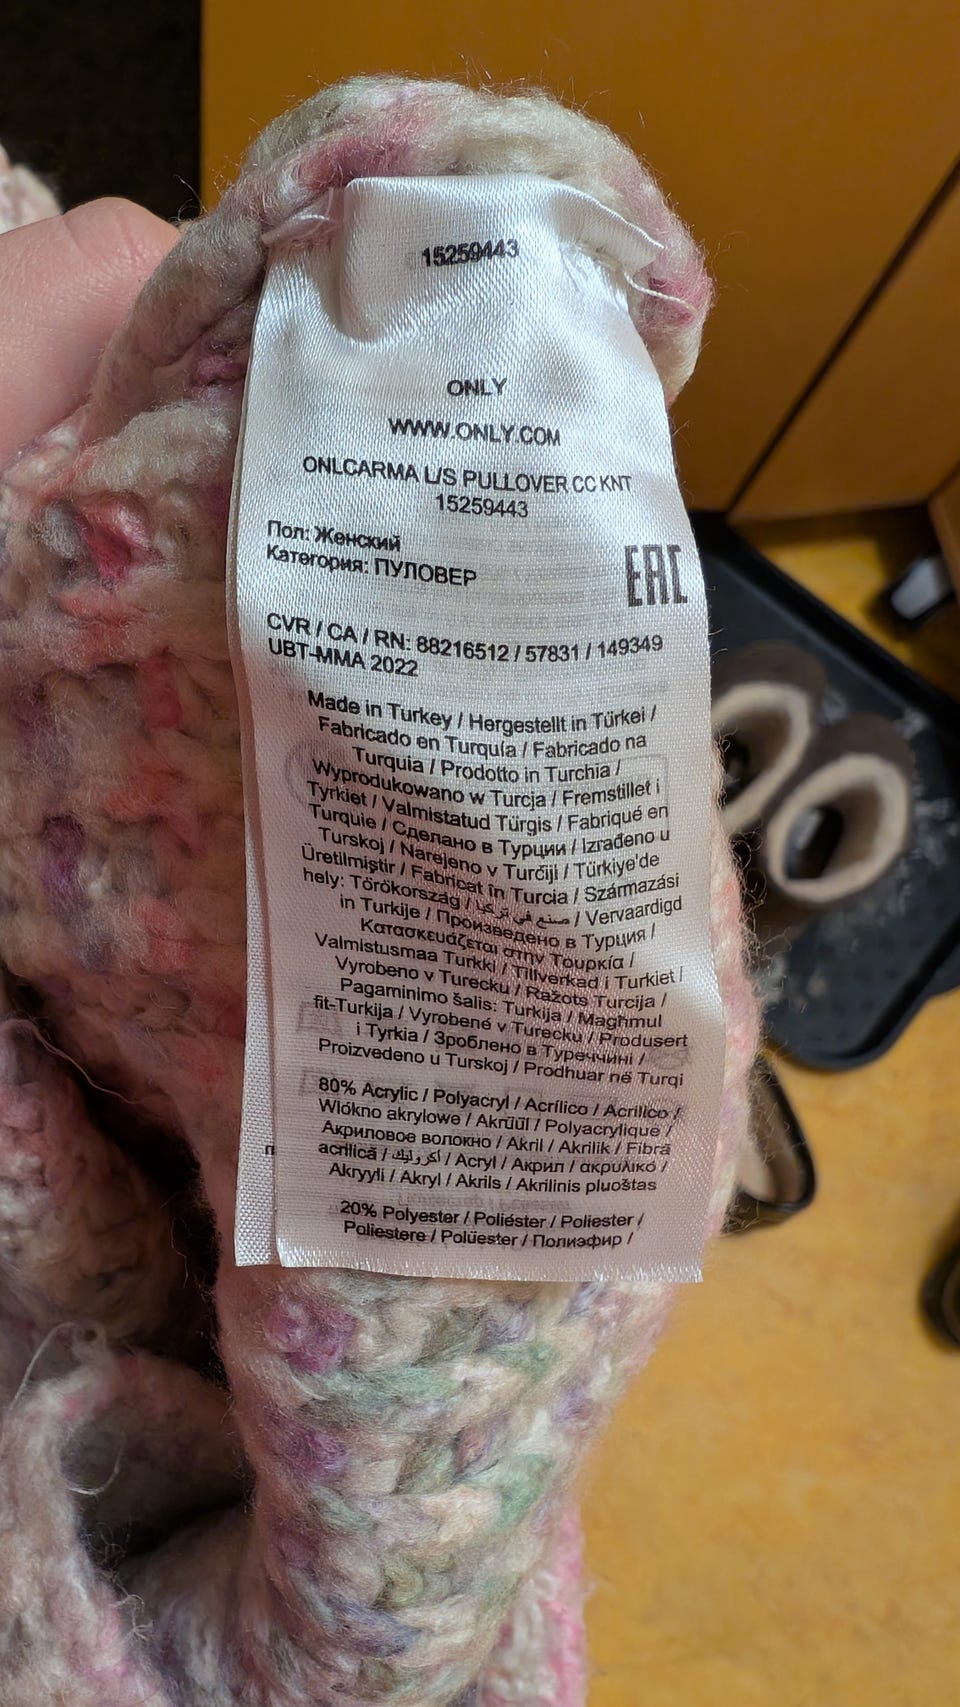 15259443
ONLY
WWW.ONLY.COM
ONLCARMA L/S PULLOVER CC KNT
15259443
Пол: Женский
Категория: ПУЛОВЕР
EAC
CVR / CA / RN: 88216512 / 57831 / 149349
UBT-MMA 2022
Made in Turkey / Hergestellt in Türkei /
Fabricado en Turquía / Fabricado na
Turquia / Prodotto in Turchia /
Wyprodukowano w Turcja / Fremstillet i
Tyrkiet / Valmistatud Türgis / Fabriqué en
Turquie / Сделано в Турции / Izrađeno u
Turskoj / Narejeno v Turčiji / Türkiye'de
Üretilmiştir / Fabricat în Turcia / Származási
hely: Törökország / صنع في تركيا / Vervaardigd
in Turkije / Произведено в Турция /
Κατασκευάζεται στην Τουρκία /
Valmistusmaa Turkki / Tillverkad i Turkiet /
Vyrobeno v Turecku / Ražots Turcija /
Pagaminimo šalis: Turkija / Magħmul
fit-Turkija / Vyrobené v Turecku / Produsert
i Tyrkia / Зроблено в Туреччині /
Proizvedeno u Turskoj / Prodhuar në Turqi
80% Acrylic / Polyacryl / Acrílico / Acrilico /
Włókno akrylowe / Akrüül / Polyacrylique /
Акриловое волокно / Akril / Akrilik / Fibră
acrilică / أكروليك / Acryl / Акрил / ακρυλικό /
Akryyli / Akryl / Akrils / Akrilinis pluoštas
20% Polyester / Poliéster / Poliester /
Poliestere / Polüester / Полиэфир /